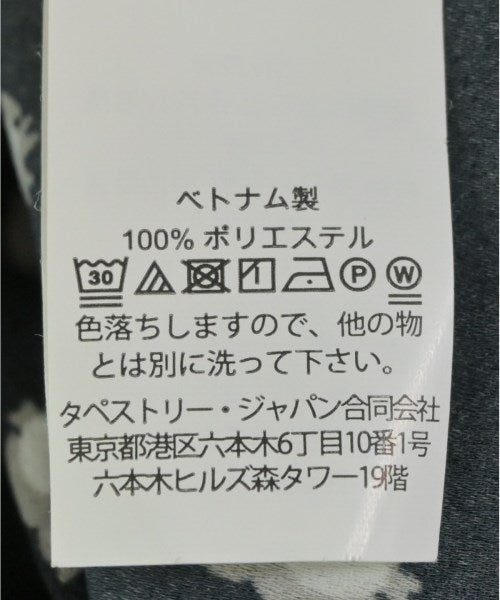 ベトナム製
100% ポリエステル
30 P W
色落ちしますので、他の物
とは別に洗って下さい。
タペストリー・ジャパン合同会社
東京都港区六本木6丁目10番1号
六本木ヒルズ森タワー19階